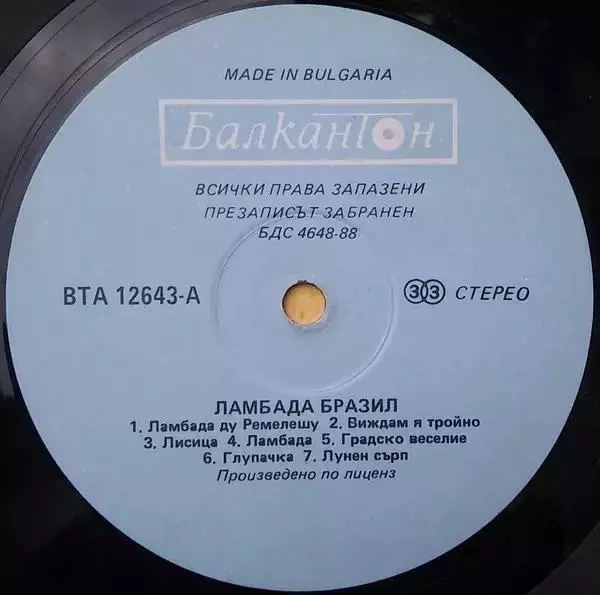 MADE IN BULGARIA
Балкантон
ВСИЧКИ ПРАВА ЗАПАЗЕНИ
ПРЕЗАПИСЪТ ЗАБРАНЕН
БДС 4648-88
ВТА 12643-А
33 СТЕРЕО
ЛАМБАДА БРАЗИЛ
1. Ламбада ду Ремелешу 2. Виждам я тройно
3. Лисица 4. Ламбада 5. Градско веселие
6. Глупачка 7. Лунен сърп
Произведено по лиценз